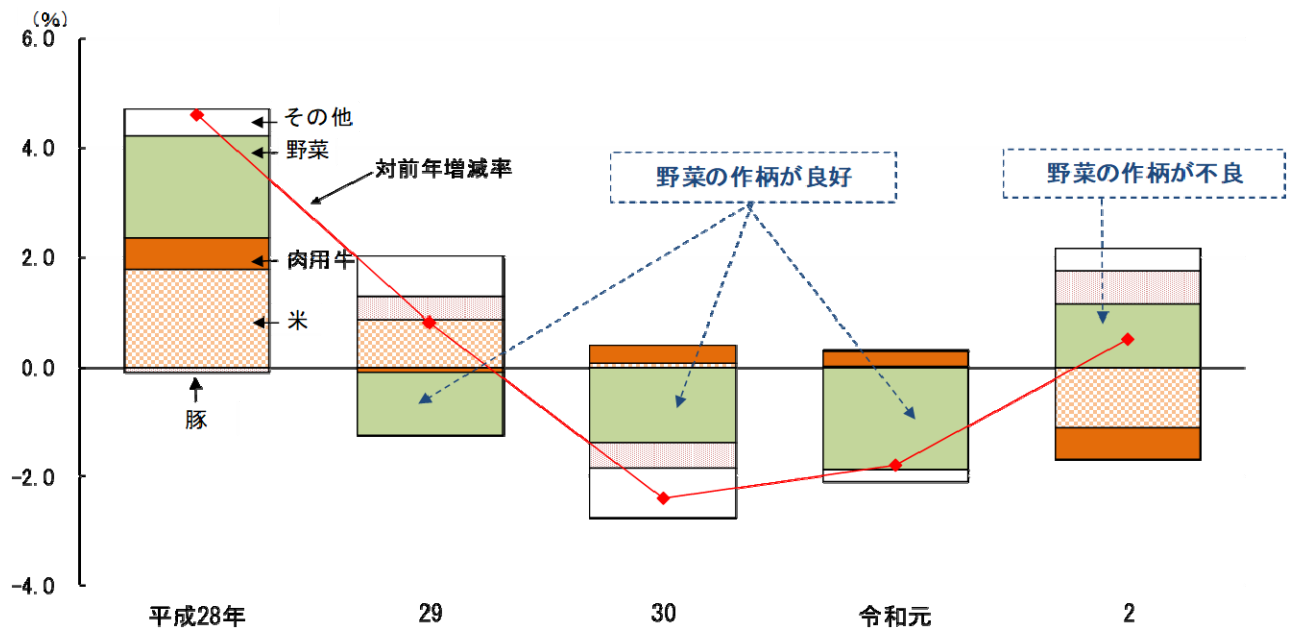 (%)
6.0
4.0
2.0
0.0
-2.0
-4.0
その他
野菜
対前年増減率
肉用牛
米
豚
野菜の作柄が良好
野菜の作柄が不良
平成28年
29
30
令和元
2